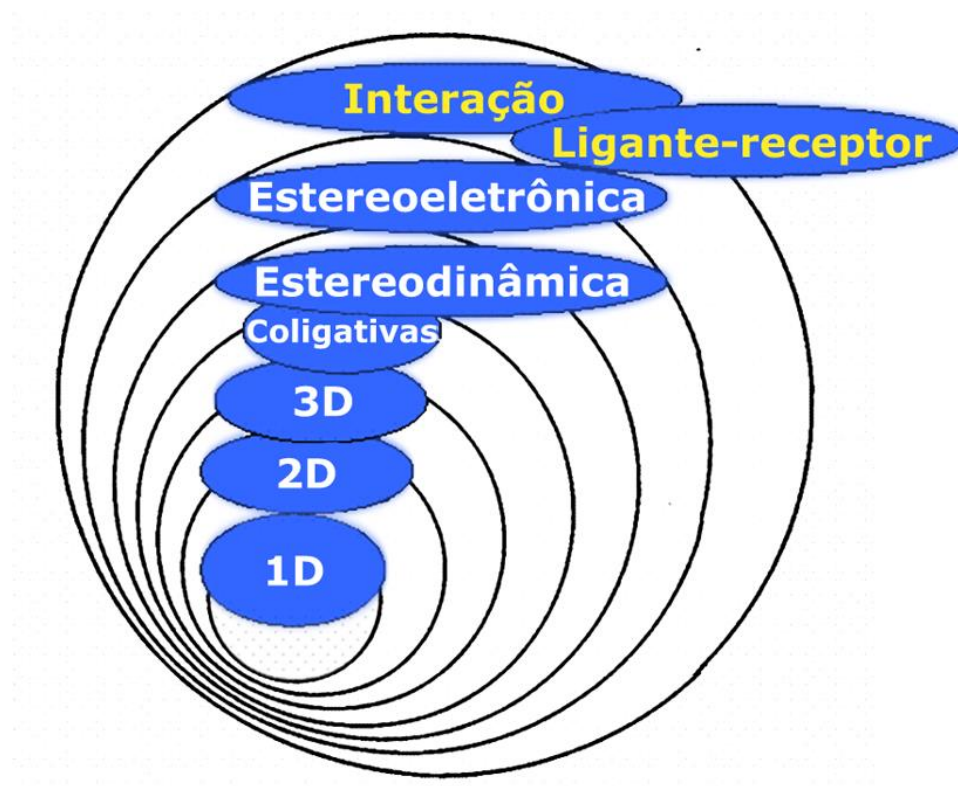 Interação
Ligante-receptor
Estereoeletrônica
Estereodinâmica
Coligativas
3D
2D
1D